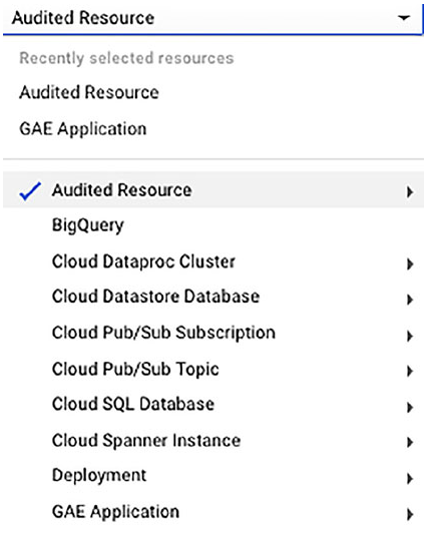 Audited Resource
Recently selected resources
Audited Resource
GAE Application
Audited Resource
BigQuery
Cloud Dataproc Cluster
Cloud Datastore Database
Cloud Pub/Sub Subscription
Cloud Pub/Sub Topic
Cloud SQL Database
Cloud Spanner Instance
Deployment
GAE Application